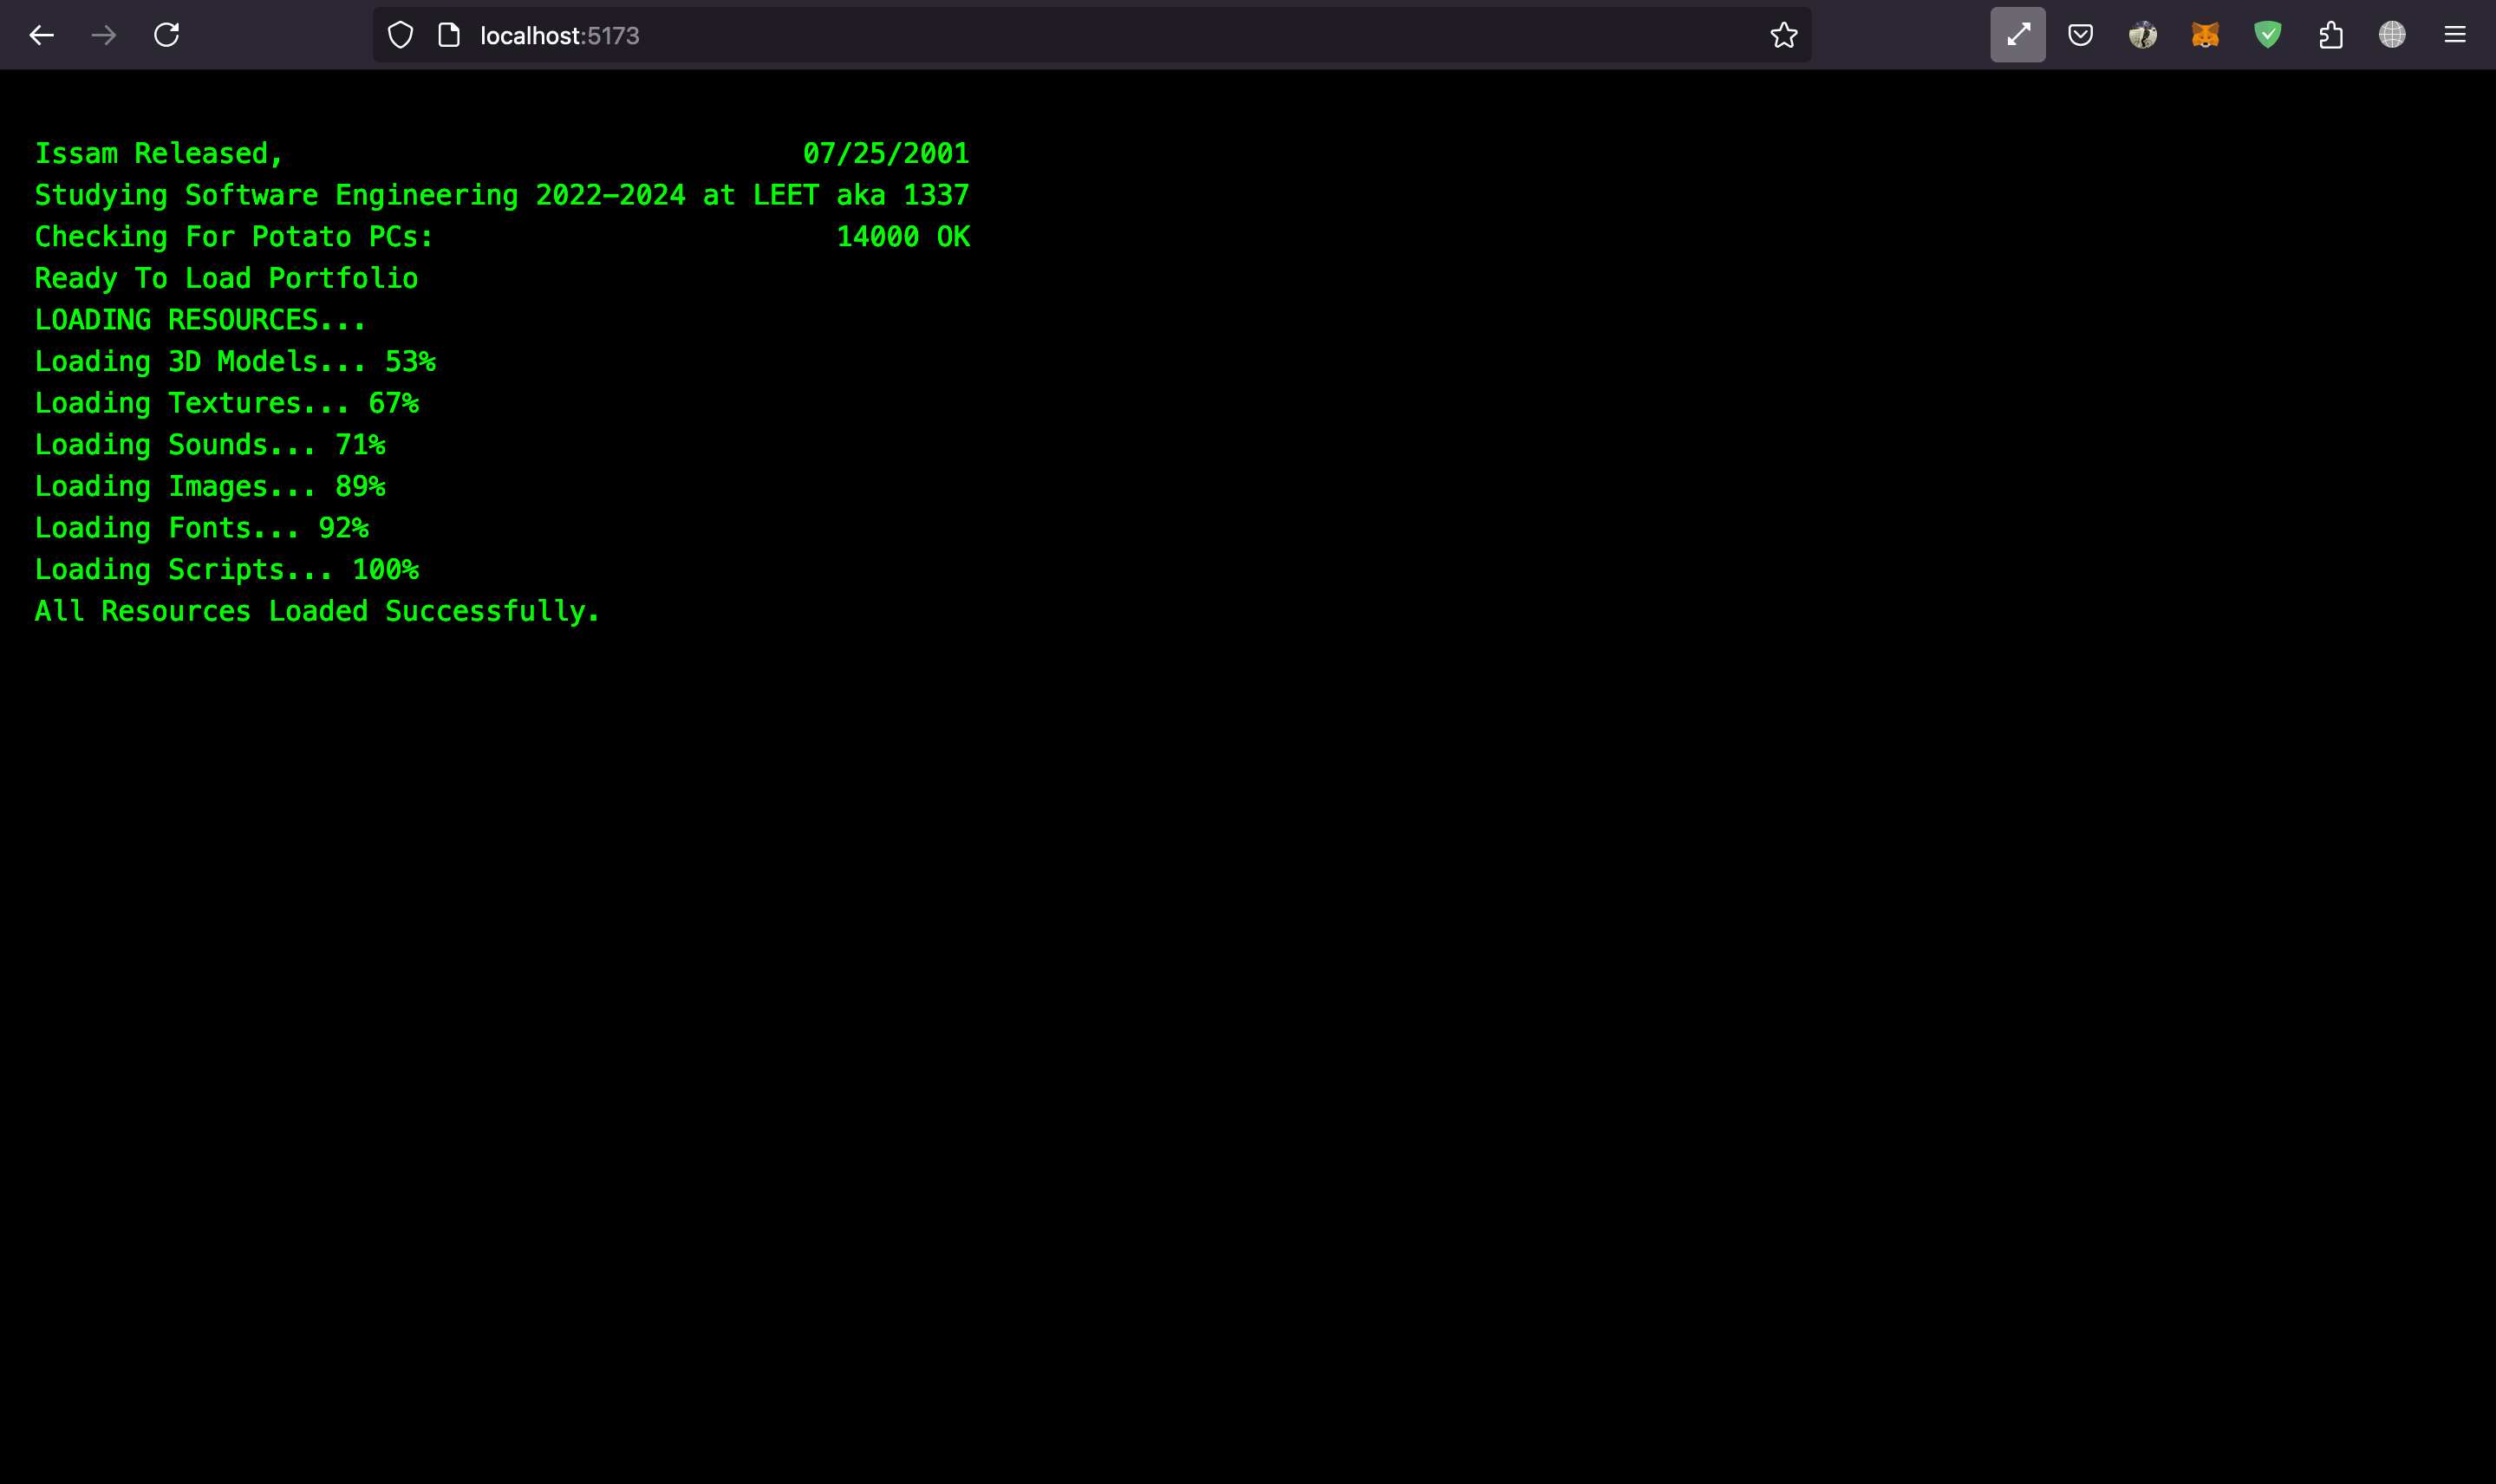 localhost:5173
Issam Released, 07/25/2001
Studying Software Engineering 2022-2024 at LEET aka 1337
Checking For Potato PCs: 14000 OK
Ready To Load Portfolio
LOADING RESOURCES...
Loading 3D Models... 53%
Loading Textures... 67%
Loading Sounds... 71%
Loading Images... 89%
Loading Fonts... 92%
Loading Scripts... 100%
All Resources Loaded Successfully.